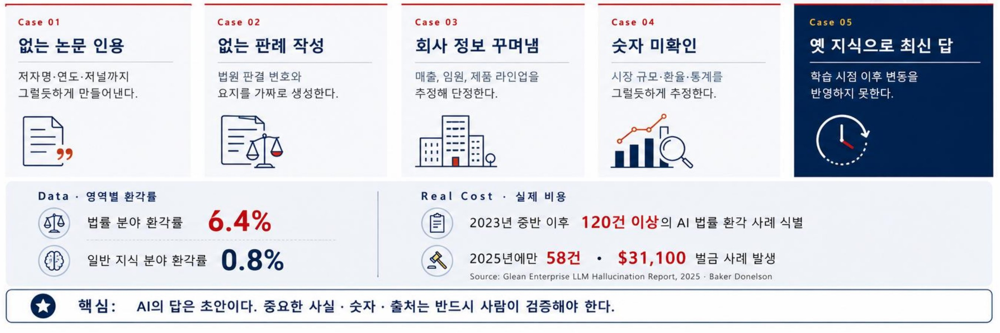 Case 01
없는 논문 인용
저자명·연도·저널까지
그럴듯하게 만들어낸다.
Case 02
없는 판례 작성
법원 판결 변호와
요지를 가짜로 생성한다.
Case 03
회사 정보 꾸며냄
매출, 임원, 제품 라인업을
추정해 단정한다.
Case 04
숫자 미확인
시장 규모·환율·통계를
그럴듯하게 추정한다.
Case 05
옛 지식으로 최신 답
학습 시점 이후 변동을
반영하지 못한다.
Data · 영역별 환각률
법률 분야 환각률 6.4%
일반 지식 분야 환각률 0.8%
Real Cost · 실제 비용
2023년 중반 이후 120건 이상의 AI 법률 환각 사례 식별
2025년에만 58건 • $31,100 벌금 사례 발생
Source: Glean Enterprise LLM Hallucination Report, 2025 · Baker Donelson
핵심: AI의 답은 초안이다. 중요한 사실 · 숫자 · 출처는 반드시 사람이 검증해야 한다.